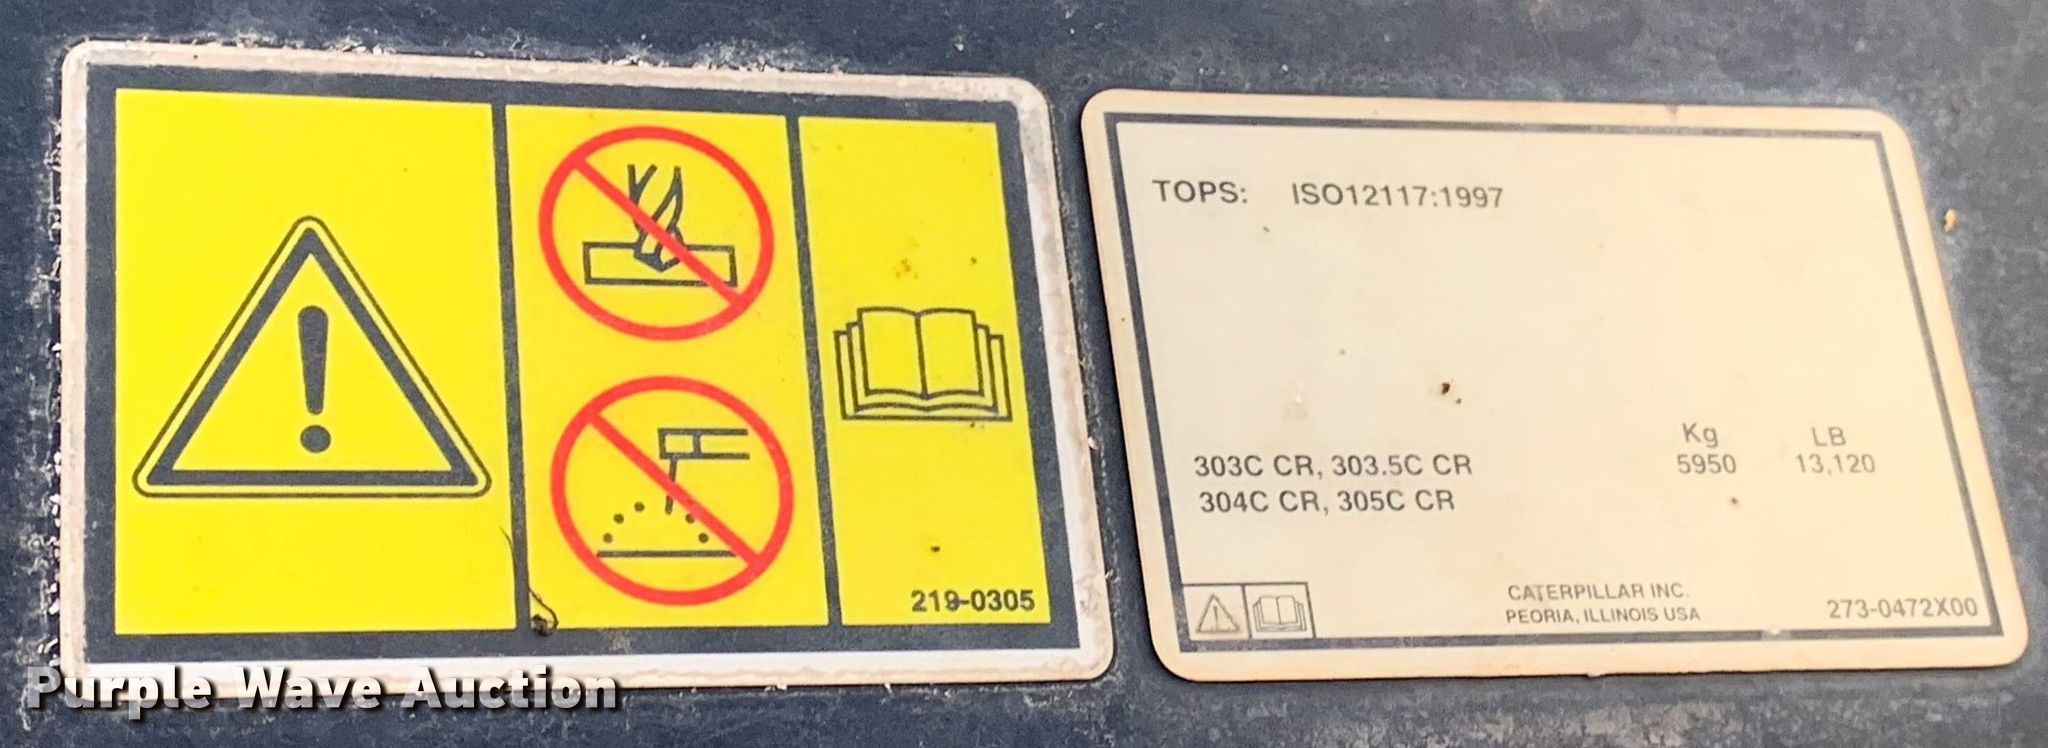 219-0305
TOPS: ISO12117:1997
Kg LB
303C CR, 303.5C CR 5950 13,120
304C CR, 305C CR
CATERPILLAR INC.
PEORIA, ILLINOIS USA
273-0472X00
Purple Wave Auction